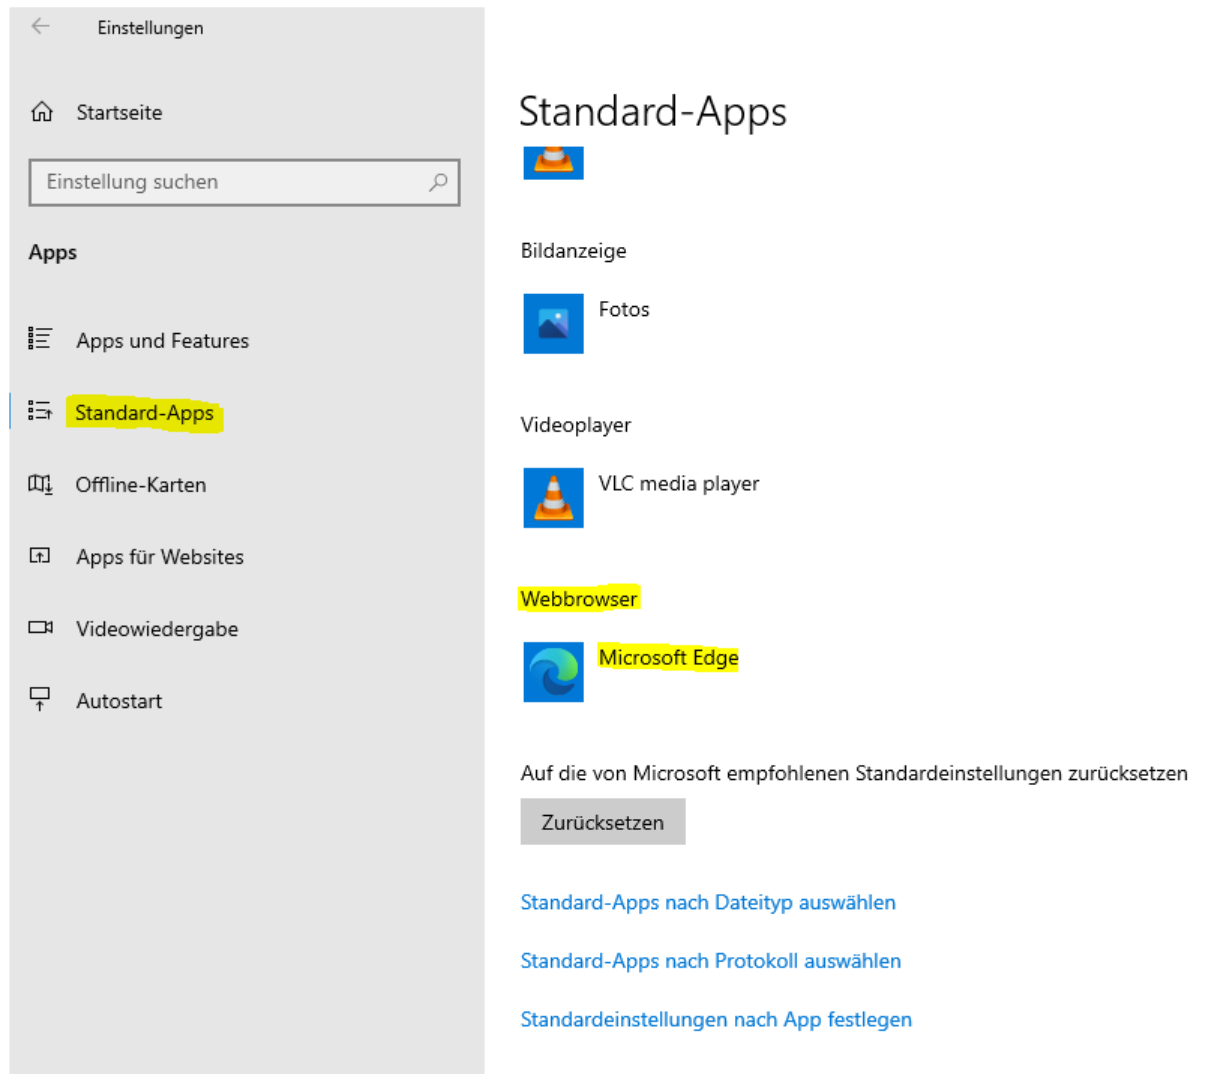 Einstellungen
Startseite
Einstellung suchen
Apps
Apps und Features
Standard-Apps
Offline-Karten
Apps für Websites
Videowiedergabe
Autostart
Standard-Apps
Bildanzeige
Fotos
Videoplayer
VLC media player
Webbrowser
Microsoft Edge
Auf die von Microsoft empfohlenen Standardeinstellungen zurücksetzen
Zurücksetzen
Standard-Apps nach Dateityp auswählen
Standard-Apps nach Protokoll auswählen
Standardeinstellungen nach App festlegen